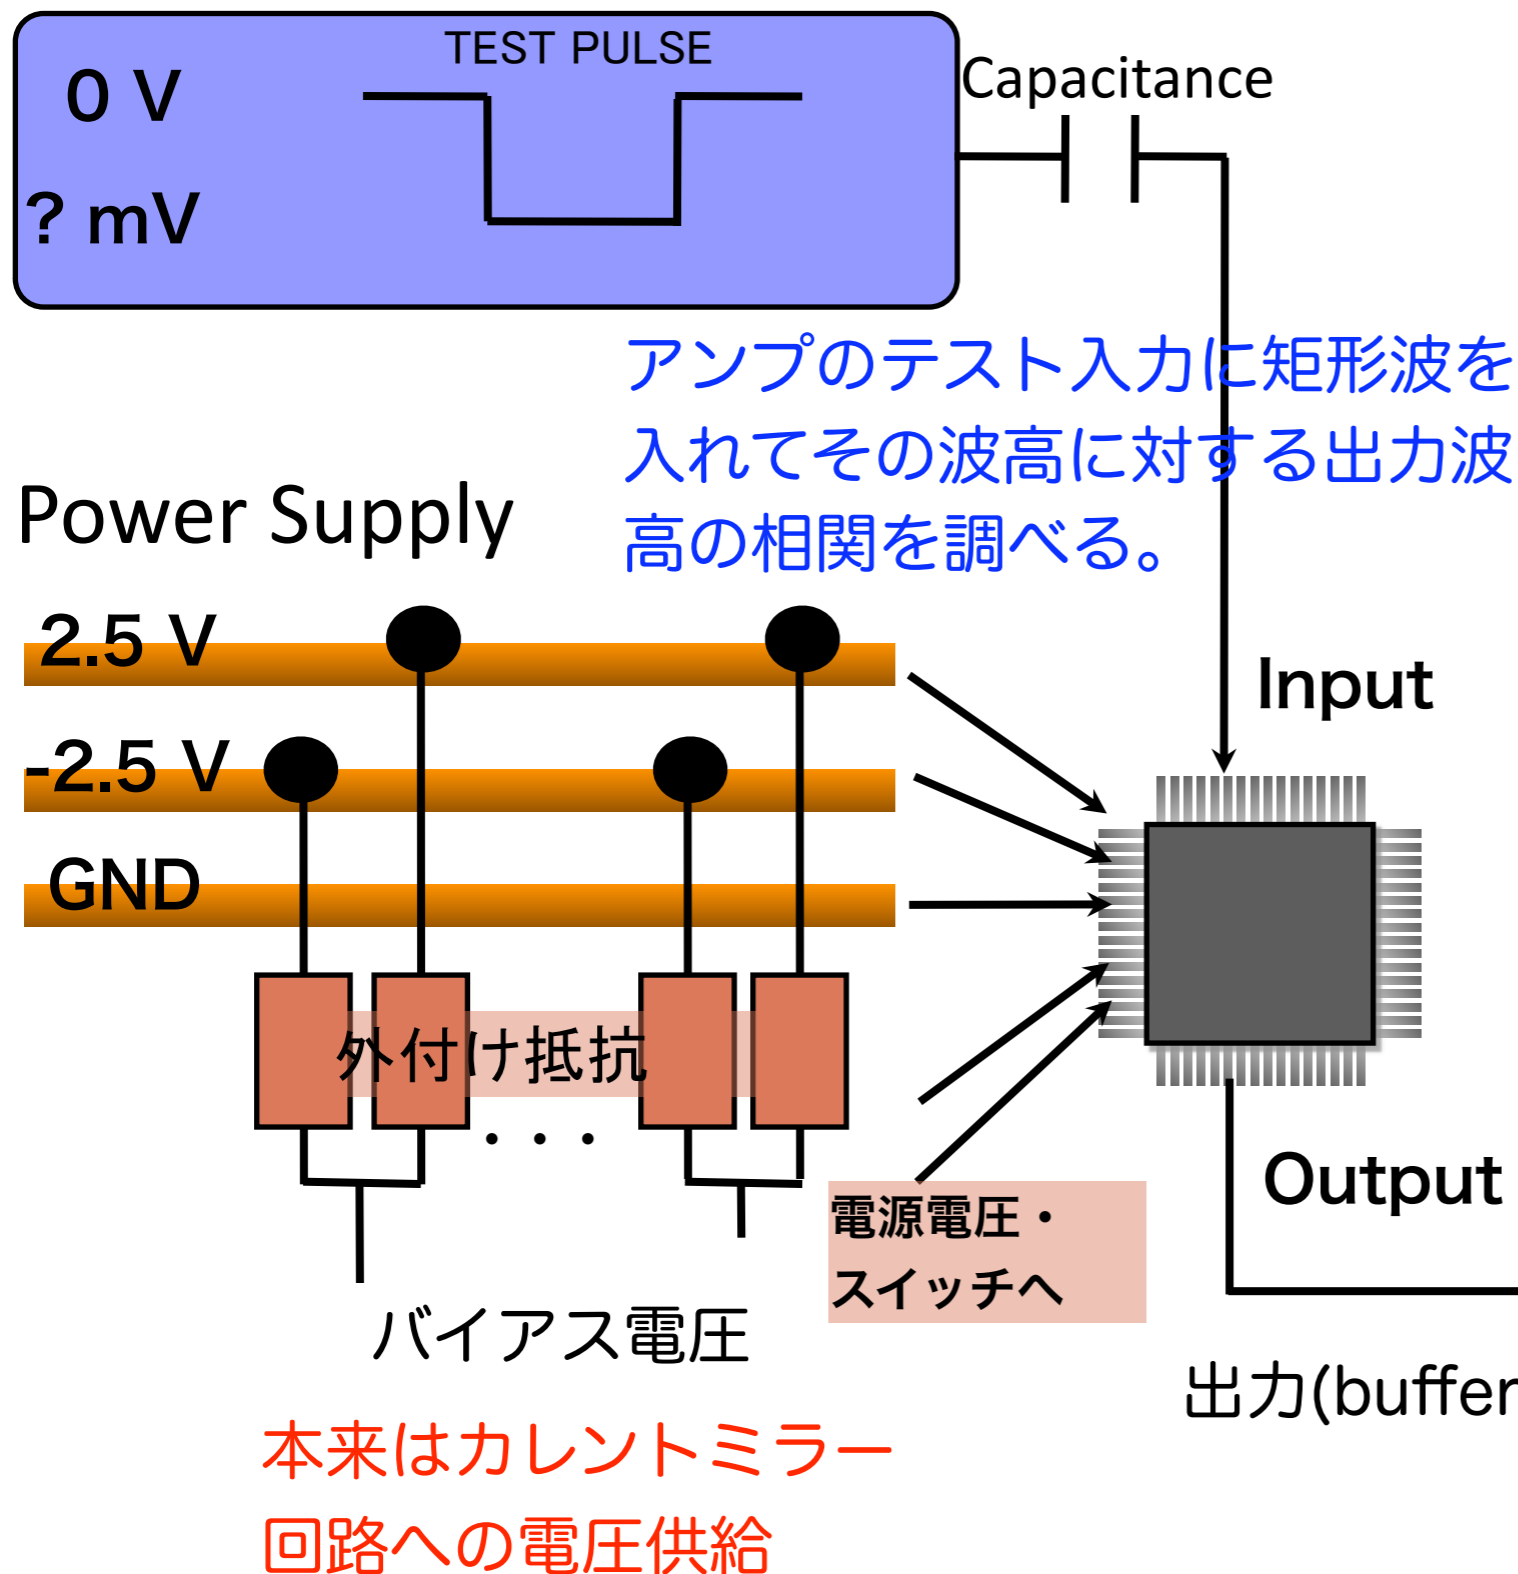 TEST PULSE
0 V
? mV
Capacitance
アンプのテスト入力に矩形波を
入れてその波高に対する出力波
高の相関を調べる。
Power Supply
2.5 V
-2.5 V
GND
Input
外付け抵抗
・・・
Output
電源電圧・
スイッチへ
バイアス電圧
出力(buffer
本来はカレントミラー
回路への電圧供給